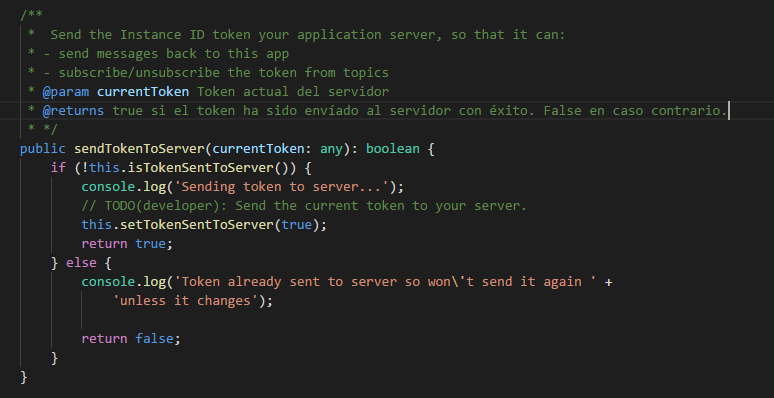 /**
 *  Send the Instance ID token your application server, so that it can:
 * - send messages back to this app
 * - subscribe/unsubscribe the token from topics
 * @param currentToken Token actual del servidor
 * @returns true si el token ha sido envíado al servidor con éxito. False en caso contrario.
 * */
public sendTokenToServer(currentToken: any): boolean {
    if (!this.isTokenSentToServer()) {
        console.log('Sending token to server...');
        // TODO(developer): Send the current token to your server.
        this.setTokenSentToServer(true);
        return true;
    } else {
        console.log('Token already sent to server so won\'t send it again ' +
            'unless it changes');
        return false;
    }
}